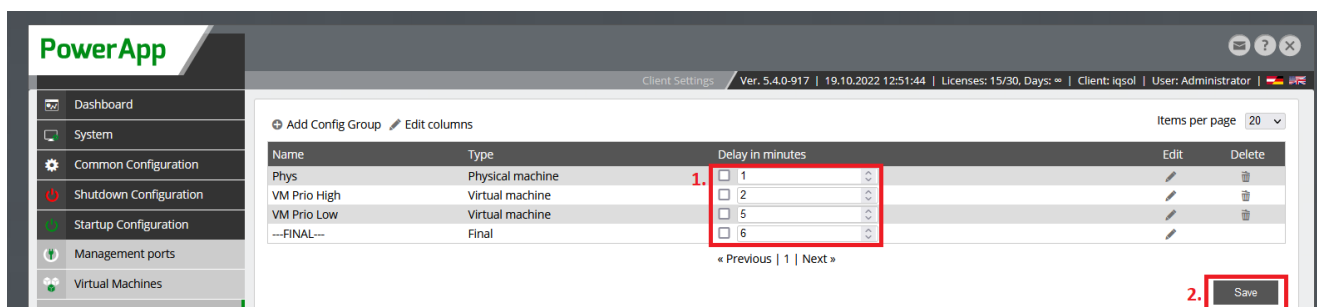 PowerApp
Client Settings
Ver. 5.4.0-917 | 19.10.2022 12:51:44 | Licenses: 15/30, Days: ∞ | Client: iqsol | User: Administrator |
Dashboard
System
Common Configuration
Shutdown Configuration
Startup Configuration
Management ports
Virtual Machines
Add Config Group Edit columns
Items per page 20
Name Type Delay in minutes Edit Delete
Phys Physical machine 1. 1
VM Prio High Virtual machine 2
VM Prio Low Virtual machine 5
---FINAL--- Final 6
« Previous | 1 | Next »
2. Save